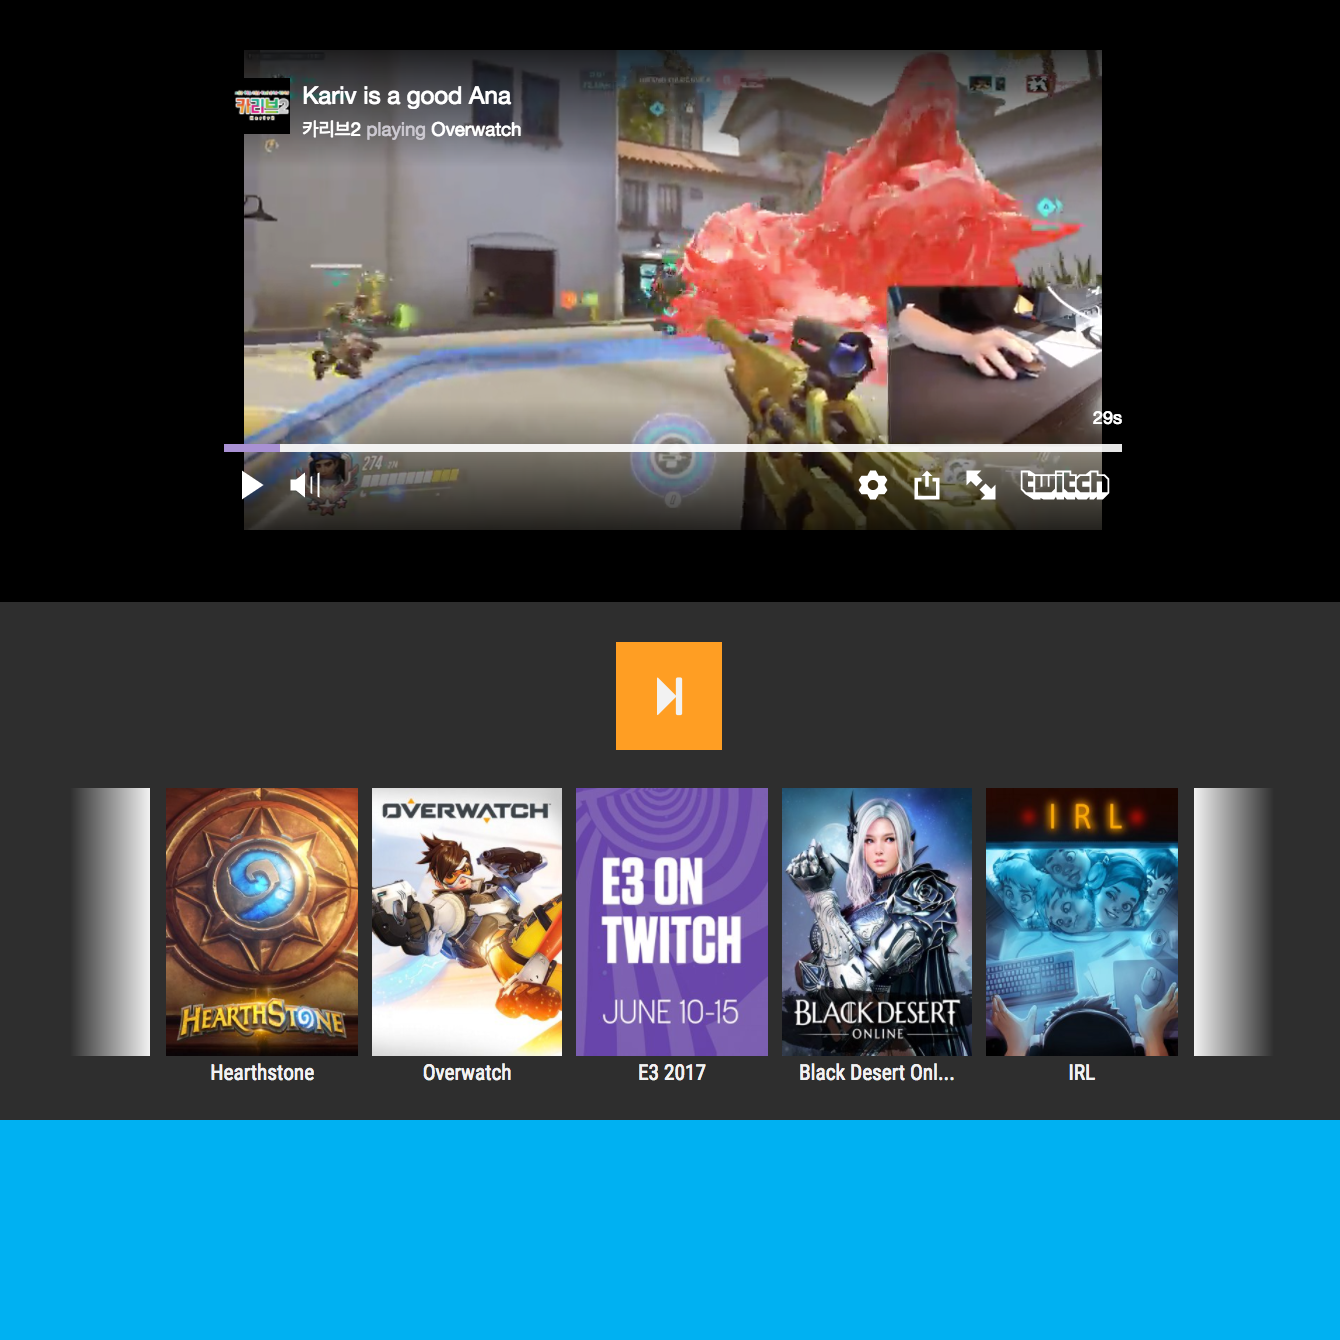 카리브2
Kariv is a good Ana
카리브2 playing Overwatch
29s
274
twitch
OVERWATCH
E3 ON
TWITCH
JUNE 10-15
HEARTHSTONE
BLACK DESERT
ONLINE
IRL
Hearthstone
Overwatch
E3 2017
Black Desert Onl...
IRL